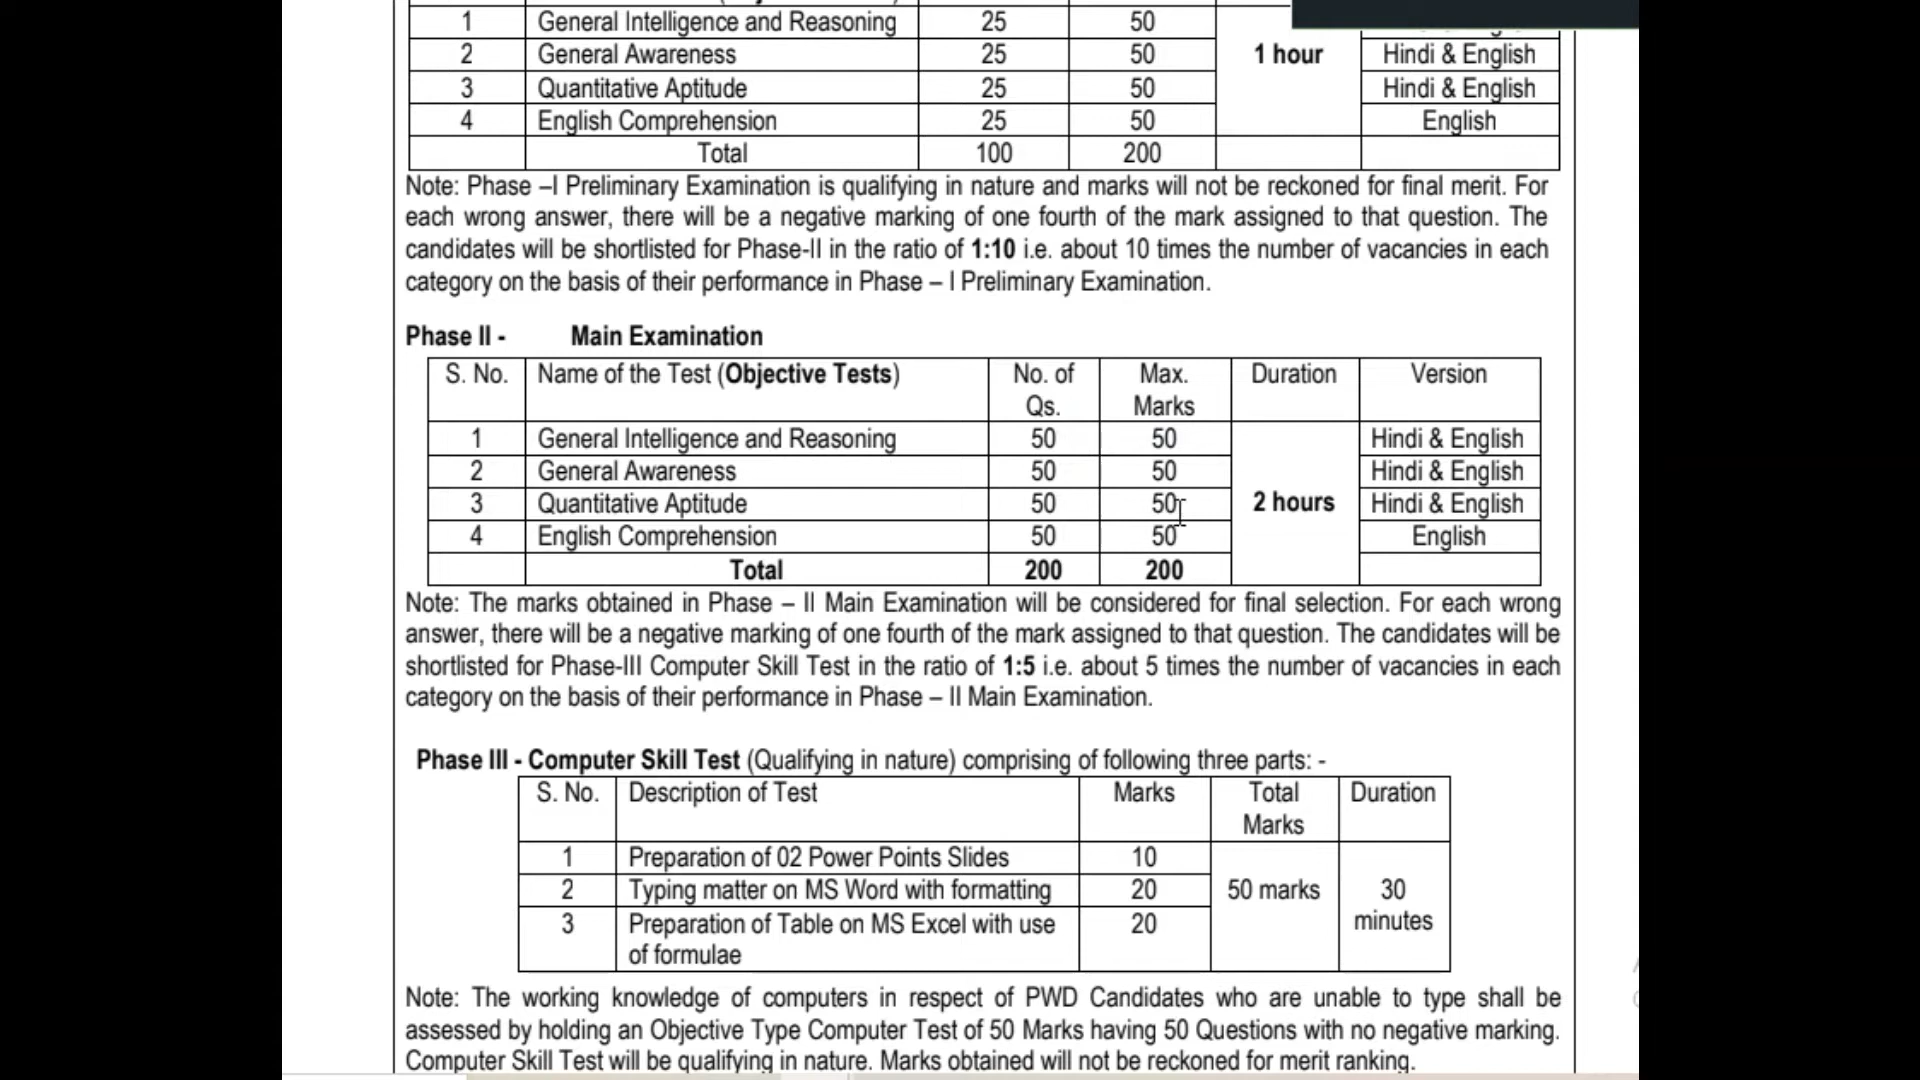 1 General Intelligence and Reasoning 25 50
2 General Awareness 25 50 1 hour Hindi & English
3 Quantitative Aptitude 25 50 Hindi & English
4 English Comprehension 25 50 English
Total 100 200
Note: Phase –I Preliminary Examination is qualifying in nature and marks will not be reckoned for final merit. For
each wrong answer, there will be a negative marking of one fourth of the mark assigned to that question. The
candidates will be shortlisted for Phase-II in the ratio of 1:10 i.e. about 10 times the number of vacancies in each
category on the basis of their performance in Phase – I Preliminary Examination.
Phase II - Main Examination
S. No. Name of the Test (Objective Tests) No. of Max. Duration Version
Qs. Marks
1 General Intelligence and Reasoning 50 50 Hindi & English
2 General Awareness 50 50 Hindi & English
3 Quantitative Aptitude 50 50 2 hours Hindi & English
4 English Comprehension 50 50 English
Total 200 200
Note: The marks obtained in Phase – II Main Examination will be considered for final selection. For each wrong
answer, there will be a negative marking of one fourth of the mark assigned to that question. The candidates will be
shortlisted for Phase-III Computer Skill Test in the ratio of 1:5 i.e. about 5 times the number of vacancies in each
category on the basis of their performance in Phase – II Main Examination.
Phase III - Computer Skill Test (Qualifying in nature) comprising of following three parts: -
S. No. Description of Test Marks Total Duration
Marks
1 Preparation of 02 Power Points Slides 10
2 Typing matter on MS Word with formatting 20 50 marks 30
3 Preparation of Table on MS Excel with use 20 minutes
of formulae
Note: The working knowledge of computers in respect of PWD Candidates who are unable to type shall be
assessed by holding an Objective Type Computer Test of 50 Marks having 50 Questions with no negative marking.
Computer Skill Test will be qualifying in nature. Marks obtained will not be reckoned for merit ranking.